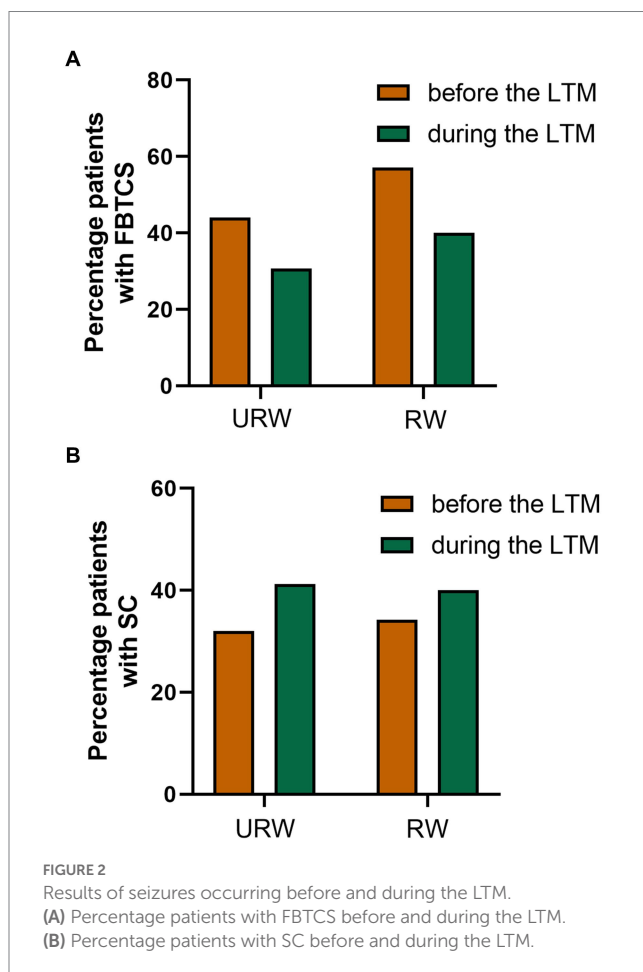 A
Percentage patients
with FBTCS
80
60
40
20
0
before the LTM
during the LTM
URW
RW
B
Percentage patients
with SC
60
40
20
0
before the LTM
during the LTM
URW
RW
FIGURE 2
Results of seizures occurring before and during the LTM.
(A) Percentage patients with FBTCS before and during the LTM.
(B) Percentage patients with SC before and during the LTM.